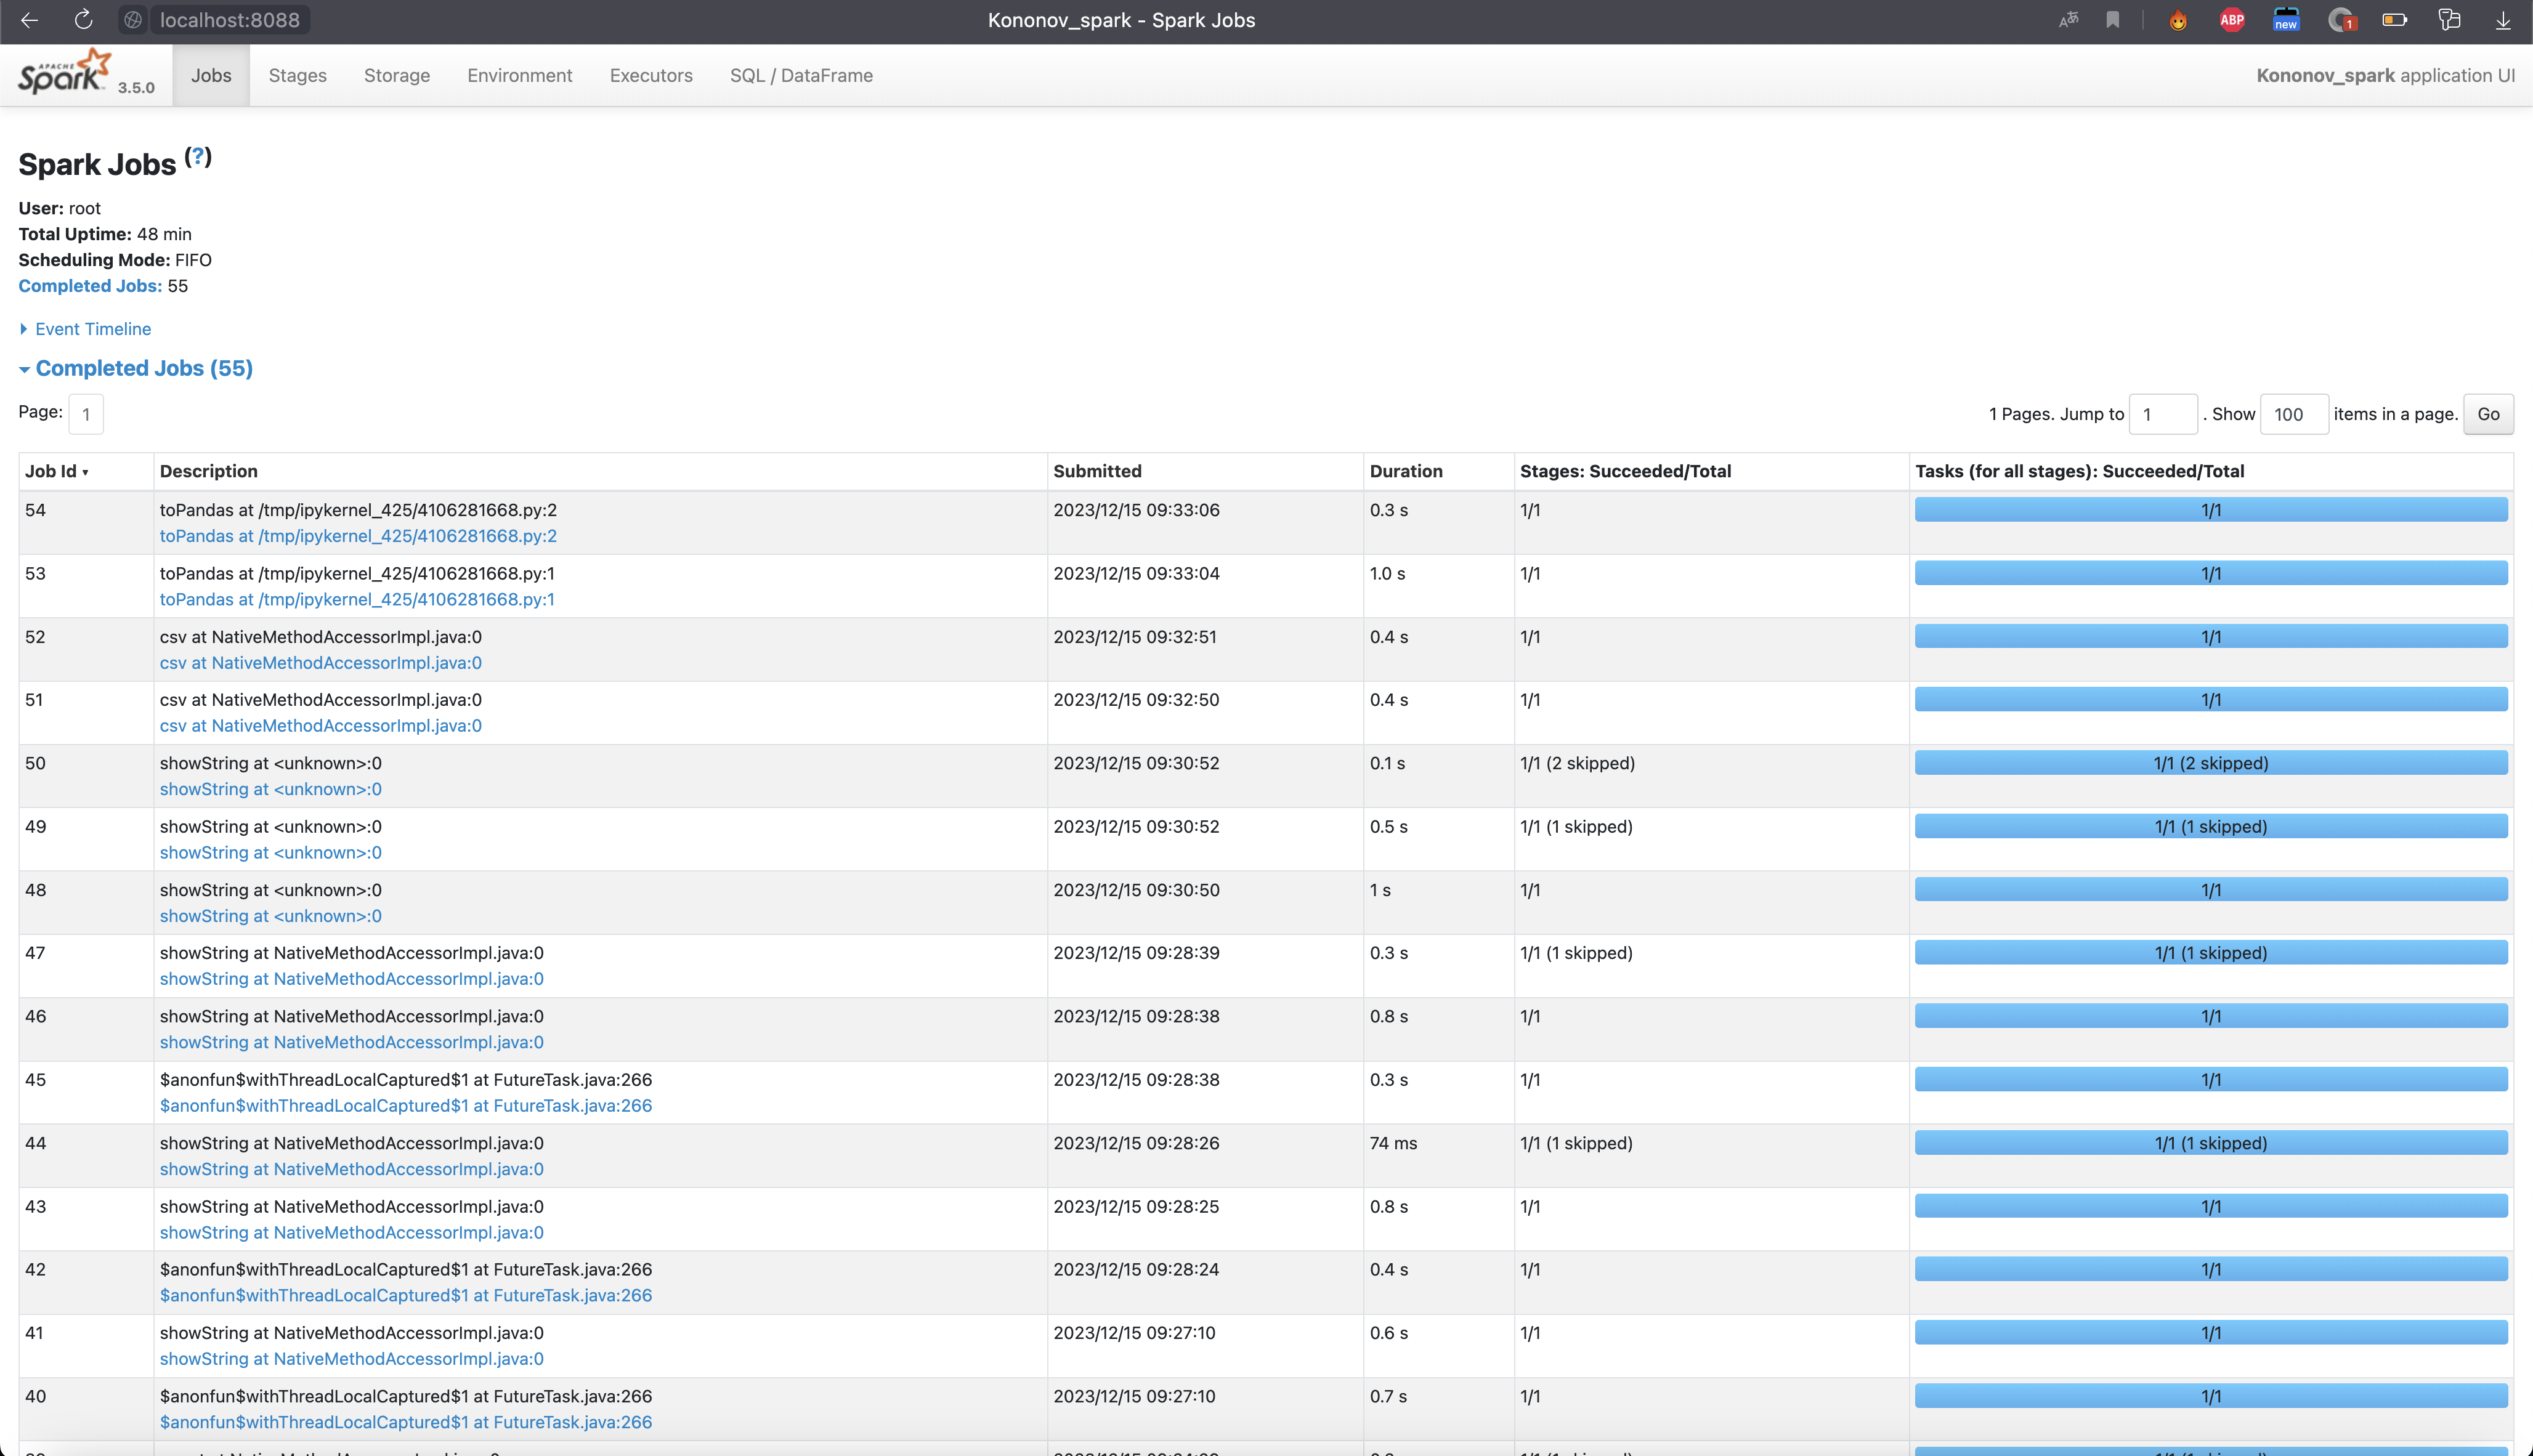 localhost:8088
Kononov_spark - Spark Jobs
ABP
new
1
APACHE
Spark 3.5.0
Jobs
Stages
Storage
Environment
Executors
SQL / DataFrame
Kononov_spark application UI
Spark Jobs (?)
User: root
Total Uptime: 48 min
Scheduling Mode: FIFO
Completed Jobs: 55
Event Timeline
Completed Jobs (55)
Page: 1
1 Pages. Jump to 1 . Show 100 items in a page. Go
Job Id ▾ Description Submitted Duration Stages: Succeeded/Total Tasks (for all stages): Succeeded/Total
54 toPandas at /tmp/ipykernel_425/4106281668.py:2 2023/12/15 09:33:06 0.3 s 1/1 1/1
toPandas at /tmp/ipykernel_425/4106281668.py:2
53 toPandas at /tmp/ipykernel_425/4106281668.py:1 2023/12/15 09:33:04 1.0 s 1/1 1/1
toPandas at /tmp/ipykernel_425/4106281668.py:1
52 csv at NativeMethodAccessorImpl.java:0 2023/12/15 09:32:51 0.4 s 1/1 1/1
csv at NativeMethodAccessorImpl.java:0
51 csv at NativeMethodAccessorImpl.java:0 2023/12/15 09:32:50 0.4 s 1/1 1/1
csv at NativeMethodAccessorImpl.java:0
50 showString at <unknown>:0 2023/12/15 09:30:52 0.1 s 1/1 (2 skipped) 1/1 (2 skipped)
showString at <unknown>:0
49 showString at <unknown>:0 2023/12/15 09:30:52 0.5 s 1/1 (1 skipped) 1/1 (1 skipped)
showString at <unknown>:0
48 showString at <unknown>:0 2023/12/15 09:30:50 1 s 1/1 1/1
showString at <unknown>:0
47 showString at NativeMethodAccessorImpl.java:0 2023/12/15 09:28:39 0.3 s 1/1 (1 skipped) 1/1 (1 skipped)
showString at NativeMethodAccessorImpl.java:0
46 showString at NativeMethodAccessorImpl.java:0 2023/12/15 09:28:38 0.8 s 1/1 1/1
showString at NativeMethodAccessorImpl.java:0
45 $anonfun$withThreadLocalCaptured$1 at FutureTask.java:266 2023/12/15 09:28:38 0.3 s 1/1 1/1
$anonfun$withThreadLocalCaptured$1 at FutureTask.java:266
44 showString at NativeMethodAccessorImpl.java:0 2023/12/15 09:28:26 74 ms 1/1 (1 skipped) 1/1 (1 skipped)
showString at NativeMethodAccessorImpl.java:0
43 showString at NativeMethodAccessorImpl.java:0 2023/12/15 09:28:25 0.8 s 1/1 1/1
showString at NativeMethodAccessorImpl.java:0
42 $anonfun$withThreadLocalCaptured$1 at FutureTask.java:266 2023/12/15 09:28:24 0.4 s 1/1 1/1
$anonfun$withThreadLocalCaptured$1 at FutureTask.java:266
41 showString at NativeMethodAccessorImpl.java:0 2023/12/15 09:27:10 0.6 s 1/1 1/1
showString at NativeMethodAccessorImpl.java:0
40 $anonfun$withThreadLocalCaptured$1 at FutureTask.java:266 2023/12/15 09:27:10 0.7 s 1/1 1/1
$anonfun$withThreadLocalCaptured$1 at FutureTask.java:266